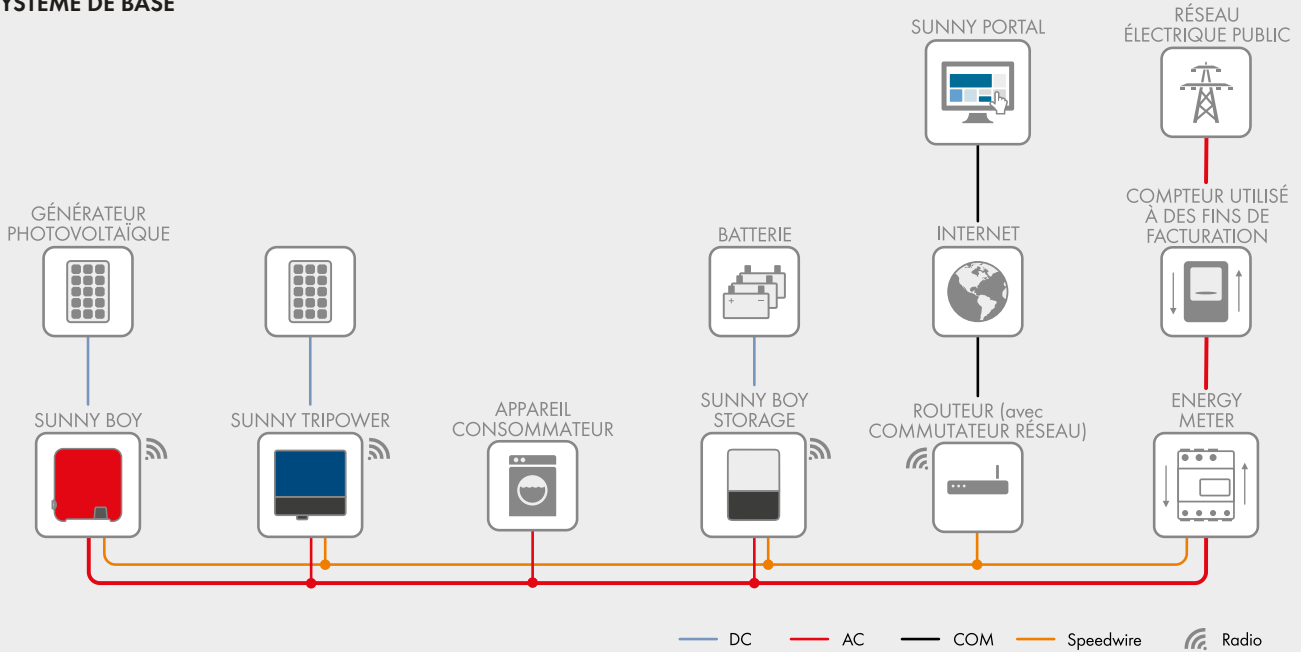 YSTÈME DE BASE
SUNNY PORTAL
RÉSEAU
ÉLECTRIQUE PUBLIC
GÉNÉRATEUR
PHOTOVOLTAÏQUE
BATTERIE
INTERNET
COMPTEUR UTILISÉ
À DES FINS DE
FACTURATION
SUNNY BOY
SUNNY TRIPOWER
APPAREIL
CONSOMMATEUR
SUNNY BOY
STORAGE
ROUTEUR (avec
COMMUTATEUR RÉSEAU)
ENERGY
METER
DC
AC
COM
Speedwire
Radio